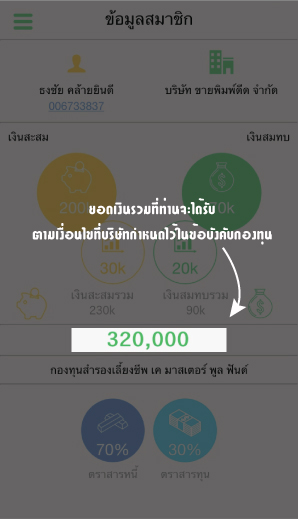 ข้อมูลสมาชิก
ธงชัย คล้ายยินดี
บริษัท ขายพิมพ์ดีด จำกัด
006733837
เงินสะสม
เงินสมทบ
200k
70k
ยอดเงินรวมที่ท่านจะได้รับ
ตามเงื่อนไขที่บริษัทกำหนดไว้ในข้อบังคับกองทุน
30k
20k
เงินสะสมรวม
เงินสมทบรวม
230k
90k
320,000
กองทุนสำรองเลี้ยงชีพ เค มาสเตอร์ พูล ฟันด์
70%
30%
ตราสารหนี้
ตราสารทุน